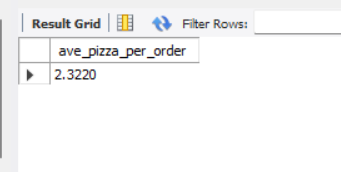 Result Grid Filter Rows:
ave_pizza_per_order
2.3220